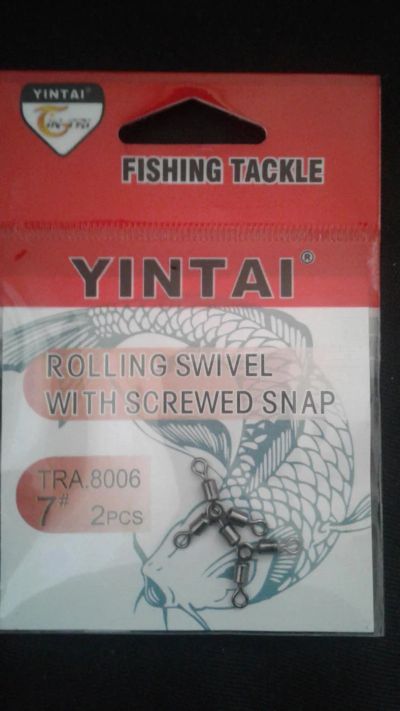 YINTAI
FISHING TACKLE
YINTAI®
ROLLING SWIVEL
WITH SCREWED SNAP
TRA.8006
7# 2PCS